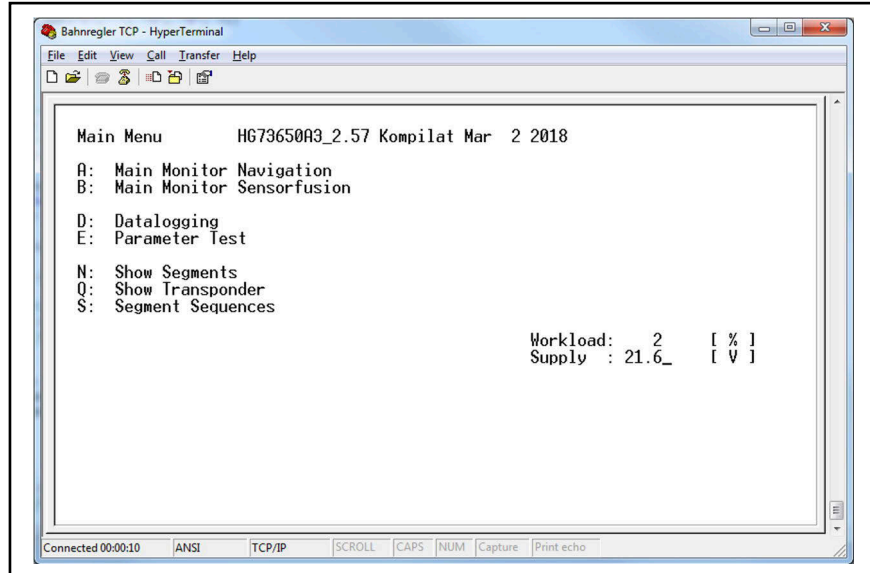 Bahnregler TCP - HyperTerminal
File Edit View Call Transfer Help
Main Menu HG73650A3_2.57 Kompilat Mar 2 2018
A: Main Monitor Navigation
B: Main Monitor Sensorfusion
D: Datalogging
E: Parameter Test
N: Show Segments
Q: Show Transponder
S: Segment Sequences
Workload: 2 [ % ]
Supply : 21.6_ [ V ]
Connected 00:00:10 ANSI TCP/IP SCROLL CAPS NUM Capture Print echo